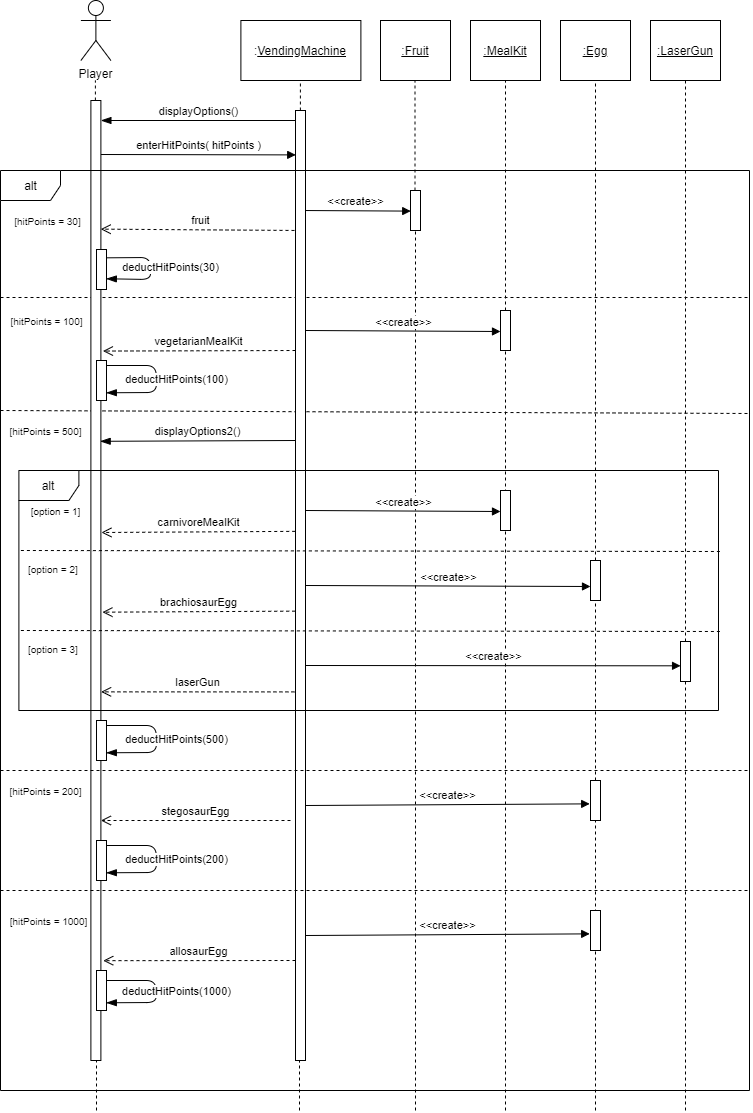 Player
:VendingMachine
:Fruit
:MealKit
:Egg
:LaserGun
displayOptions()
enterHitPoints( hitPoints )
alt
[hitPoints = 30]
<<create>>
fruit
deductHitPoints(30)
[hitPoints = 100]
<<create>>
vegetarianMealKit
deductHitPoints(100)
[hitPoints = 500]
displayOptions2()
alt
[option = 1]
<<create>>
carnivoreMealKit
[option = 2]
<<create>>
brachiosaurEgg
[option = 3]
<<create>>
laserGun
deductHitPoints(500)
[hitPoints = 200]
<<create>>
stegosaurEgg
deductHitPoints(200)
[hitPoints = 1000]
<<create>>
allosaurEgg
deductHitPoints(1000)